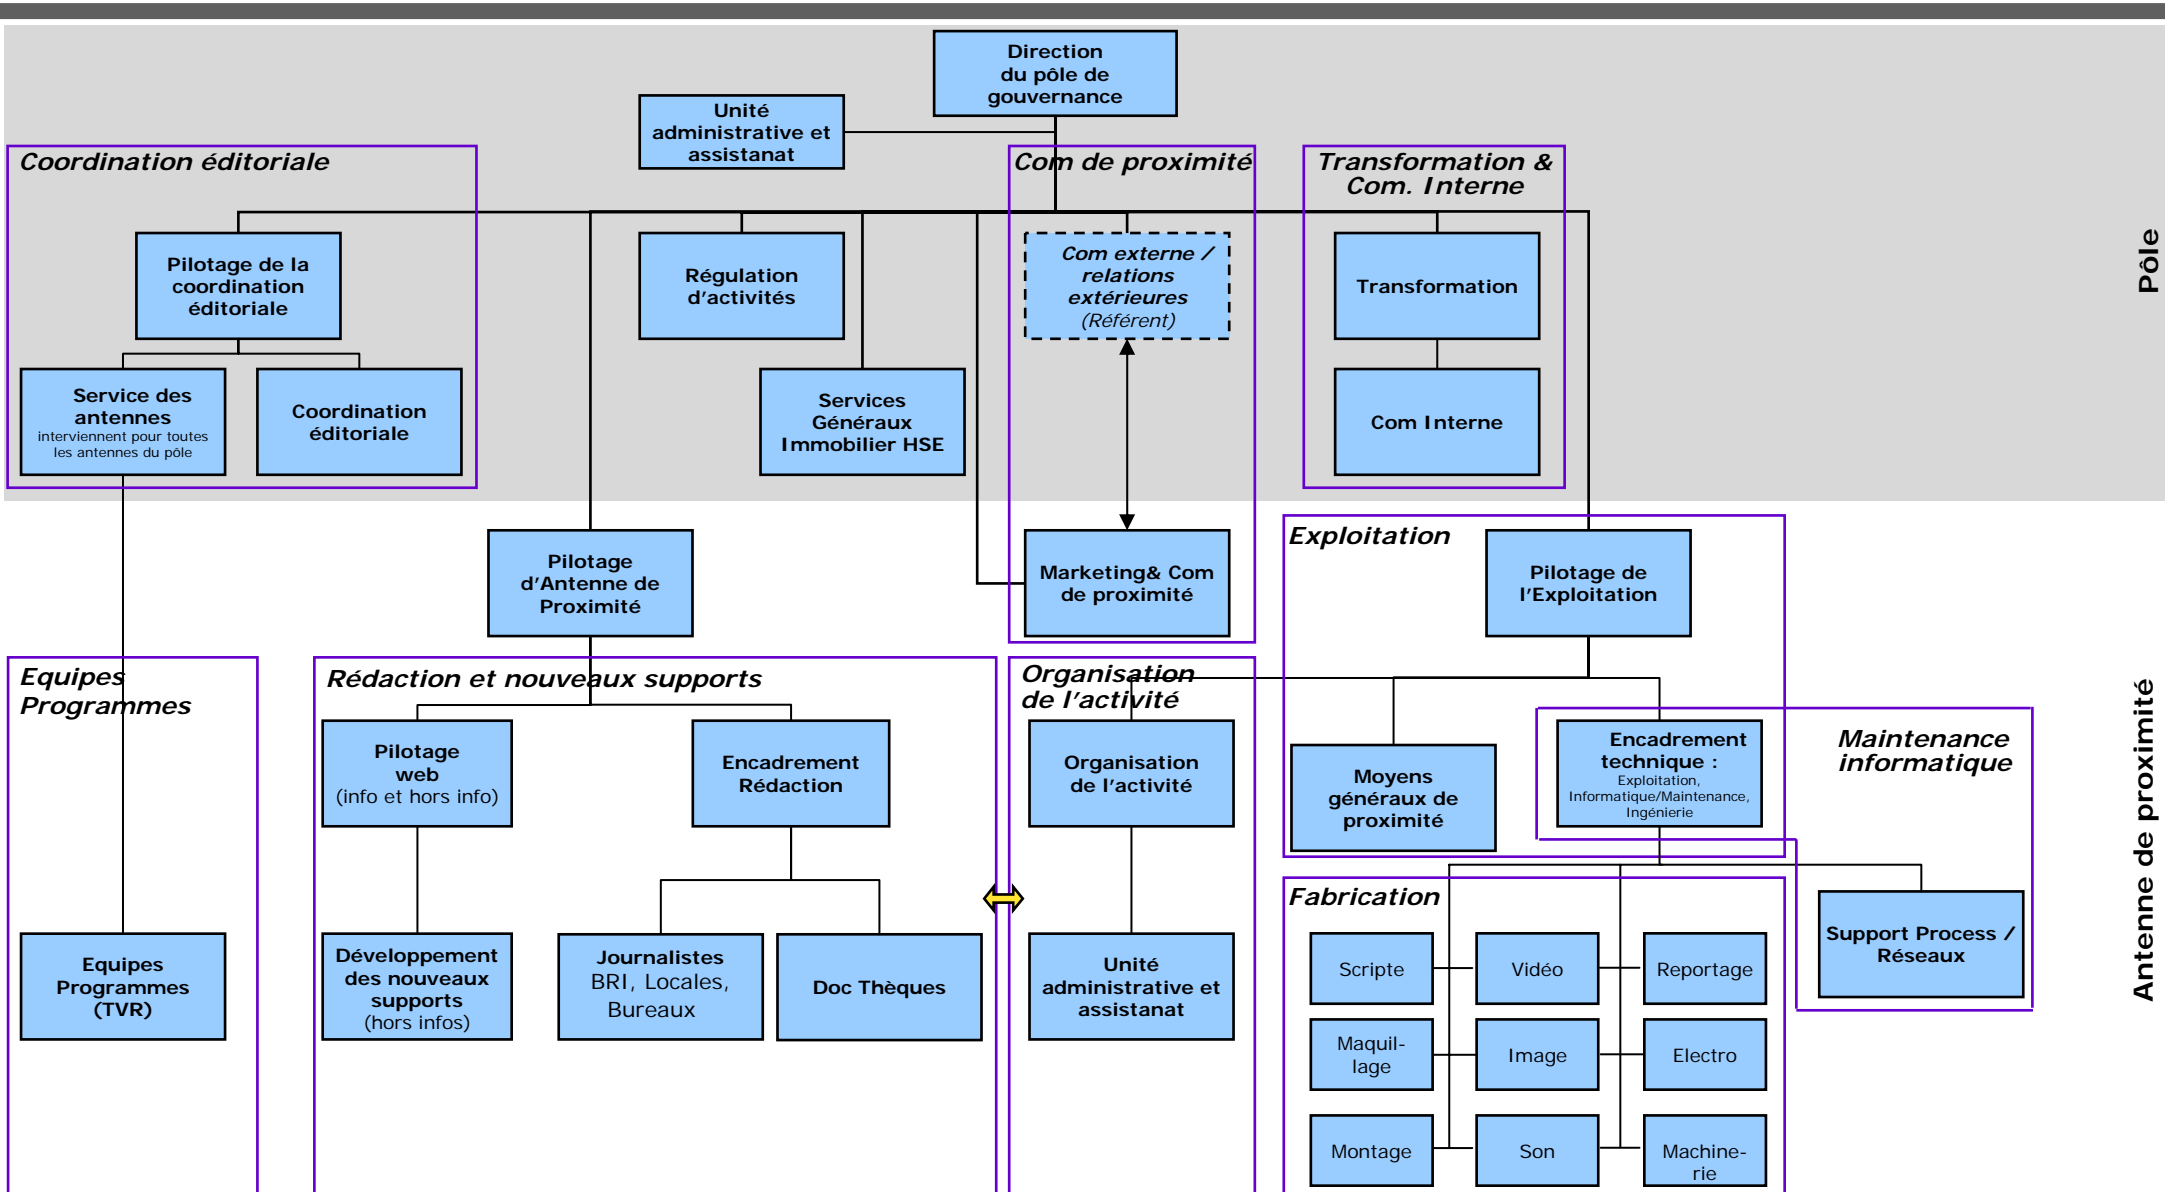 Direction
du pôle de
gouvernance
Unité
administrative et
assistanat
Coordination éditoriale
Com de proximité
Transformation &
Com. Interne
Pôle
Pilotage de la
coordination
éditoriale
Régulation
d'activités
Com externe /
relations
extérieures
(Référent)
Transformation
Service des
antennes
interviennent pour toutes
les antennes du pôle
Coordination
éditoriale
Services
Généraux
Immobilier HSE
Com Interne
Pilotage
d'Antenne de
Proximité
Marketing& Com
de proximité
Exploitation
Pilotage de
l'Exploitation
Antenne de proximité
Equipes
Programmes
Rédaction et nouveaux supports
Organisation
de l'activité
Pilotage
web
(info et hors info)
Encadrement
Rédaction
Organisation
de l'activité
Moyens
généraux de
proximité
Encadrement
technique :
Exploitation,
Informatique/Maintenance,
Ingénierie
Maintenance
informatique
Fabrication
Equipes
Programmes
(TVR)
Développement
des nouveaux
supports
(hors infos)
Journalistes
BRI, Locales,
Bureaux
Doc Thèques
Unité
administrative et
assistanat
Scripte
Vidéo
Reportage
Support Process /
Réseaux
Maquil-
lage
Image
Electro
Montage
Son
Machine-
rie